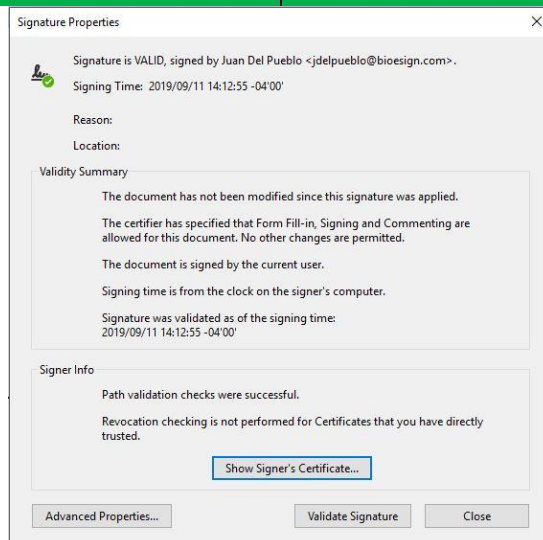 Signature Properties
Signature is VALID, signed by Juan Del Pueblo <jdelpueblo@bioesign.com>.
Signing Time: 2019/09/11 14:12:55 -04'00'
Reason:
Location:
Validity Summary
The document has not been modified since this signature was applied.
The certifier has specified that Form Fill-in, Signing and Commenting are
allowed for this document. No other changes are permitted.
The document is signed by the current user.
Signing time is from the clock on the signer's computer.
Signature was validated as of the signing time:
2019/09/11 14:12:55 -04'00'
Signer Info
Path validation checks were successful.
Revocation checking is not performed for Certificates that you have directly
trusted.
Show Signer's Certificate...
Advanced Properties...
Validate Signature
Close